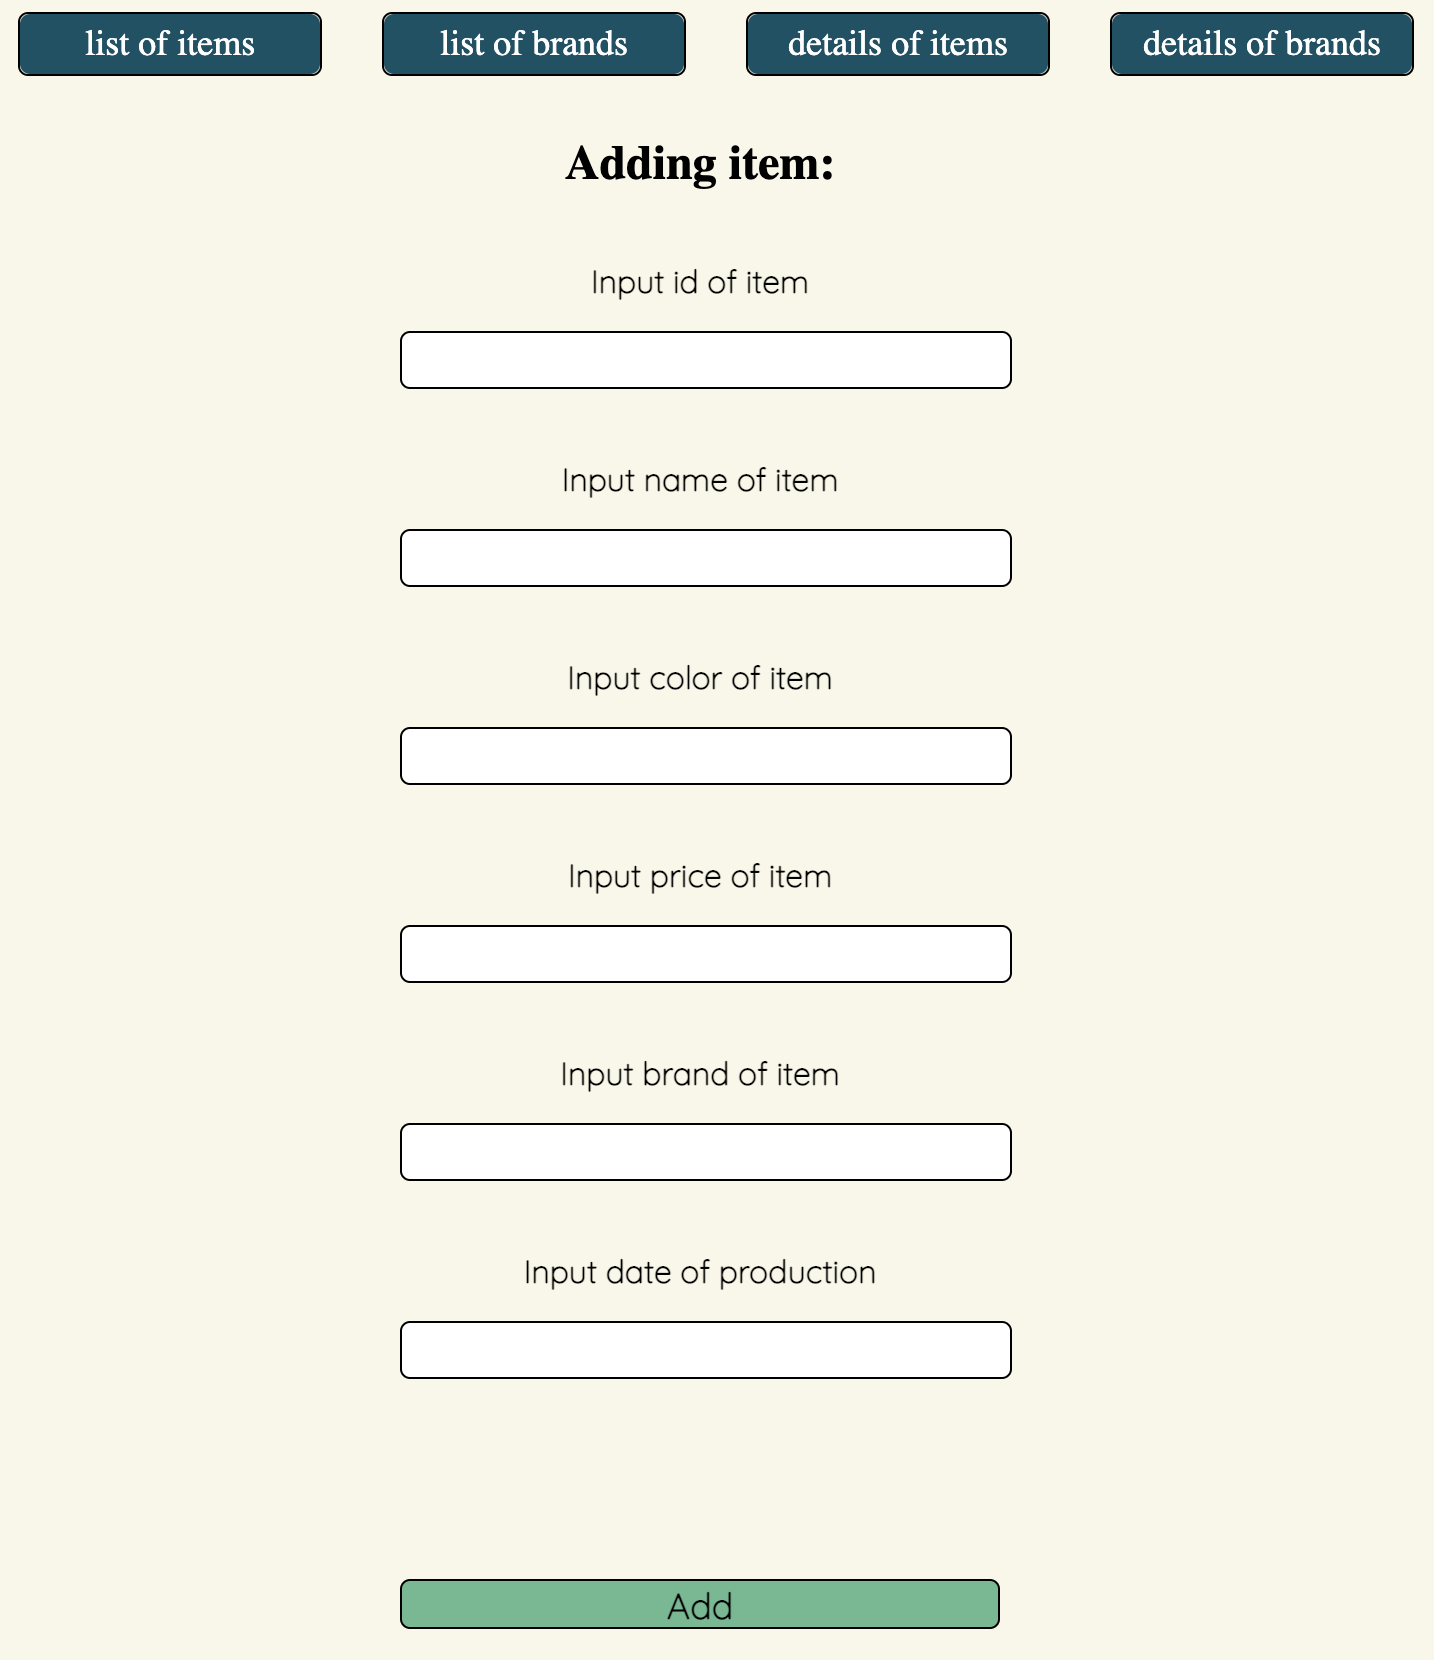 list of items
list of brands
details of items
details of brands
Adding item:
Input id of item
Input name of item
Input color of item
Input price of item
Input brand of item
Input date of production
Add